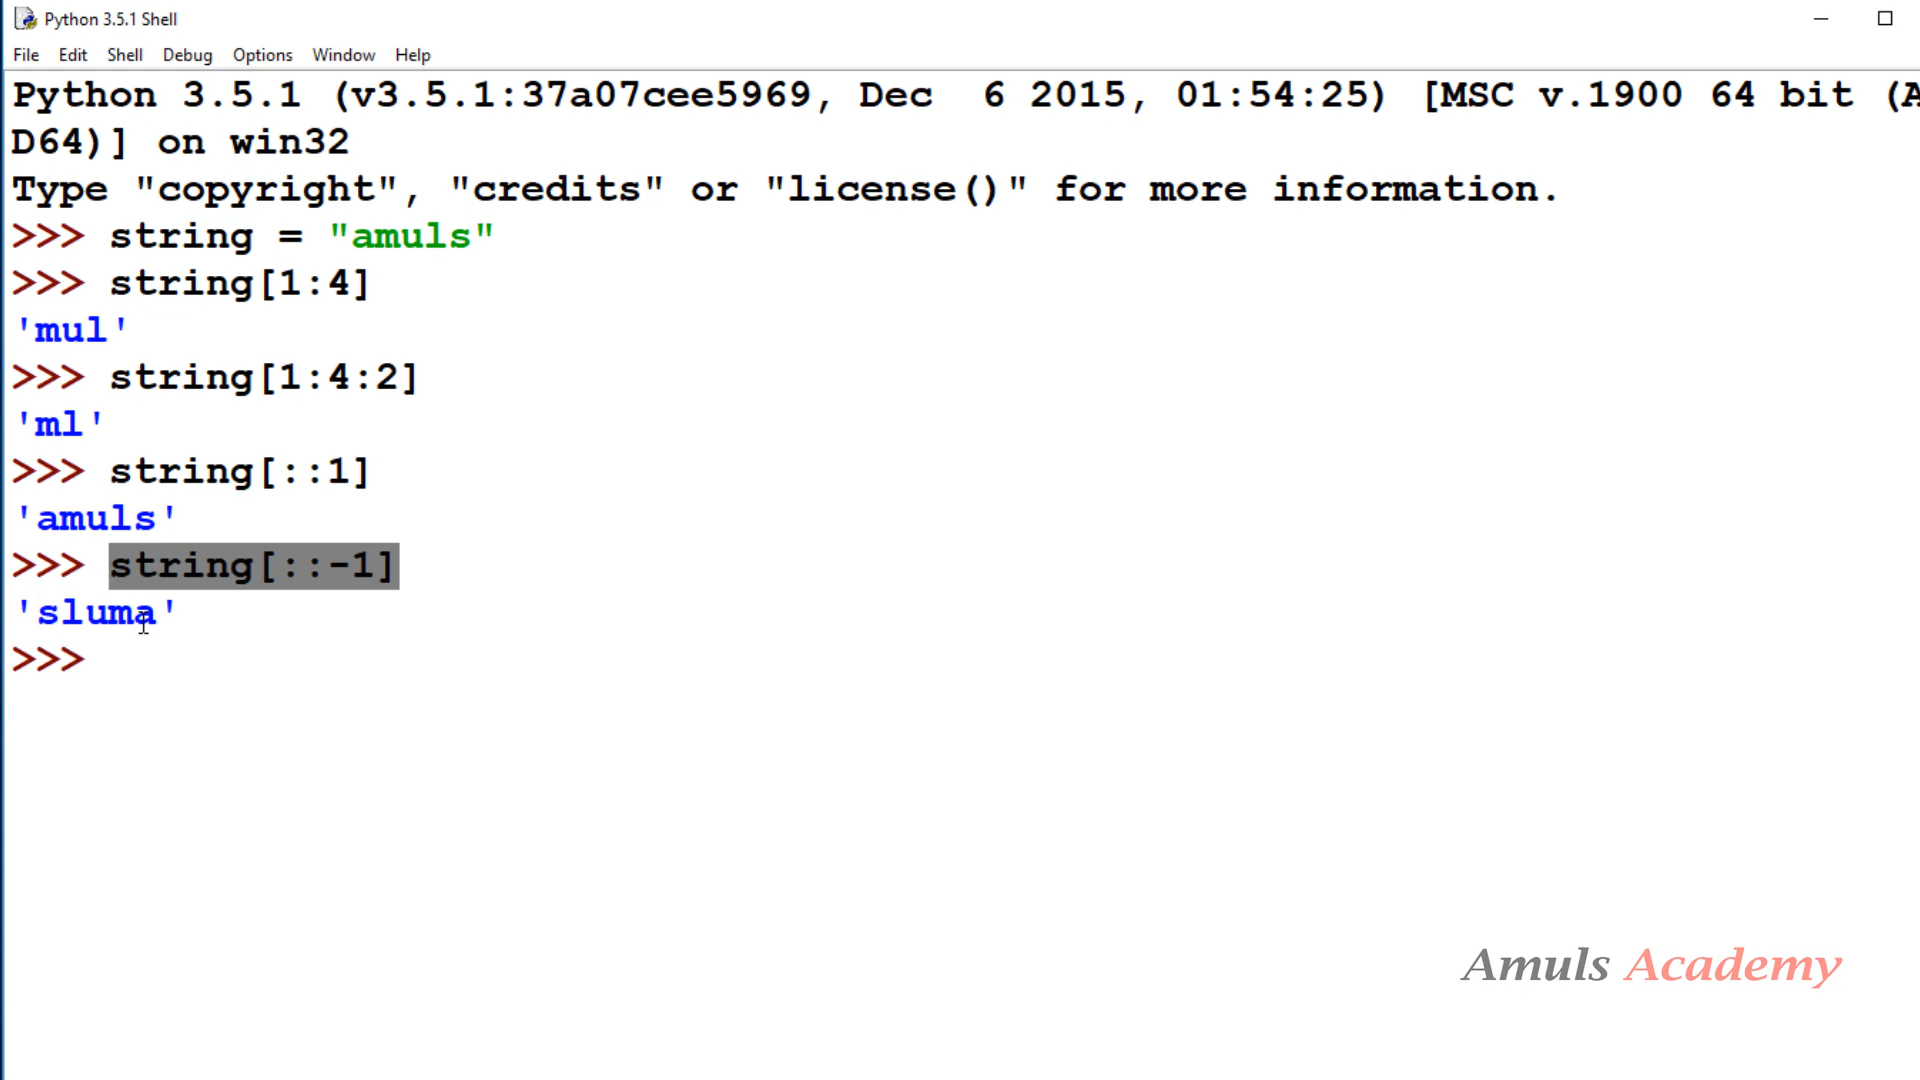 Python 3.5.1 Shell
File Edit Shell Debug Options Window Help
Python 3.5.1 (v3.5.1:37a07cee5969, Dec  6 2015, 01:54:25) [MSC v.1900 64 bit (A
D64)] on win32
Type "copyright", "credits" or "license()" for more information.
>>> string = "amuls"
>>> string[1:4]
'mul'
>>> string[1:4:2]
'ml'
>>> string[::1]
'amuls'
>>> string[::-1]
'sluma'
>>>
Amuls Academy